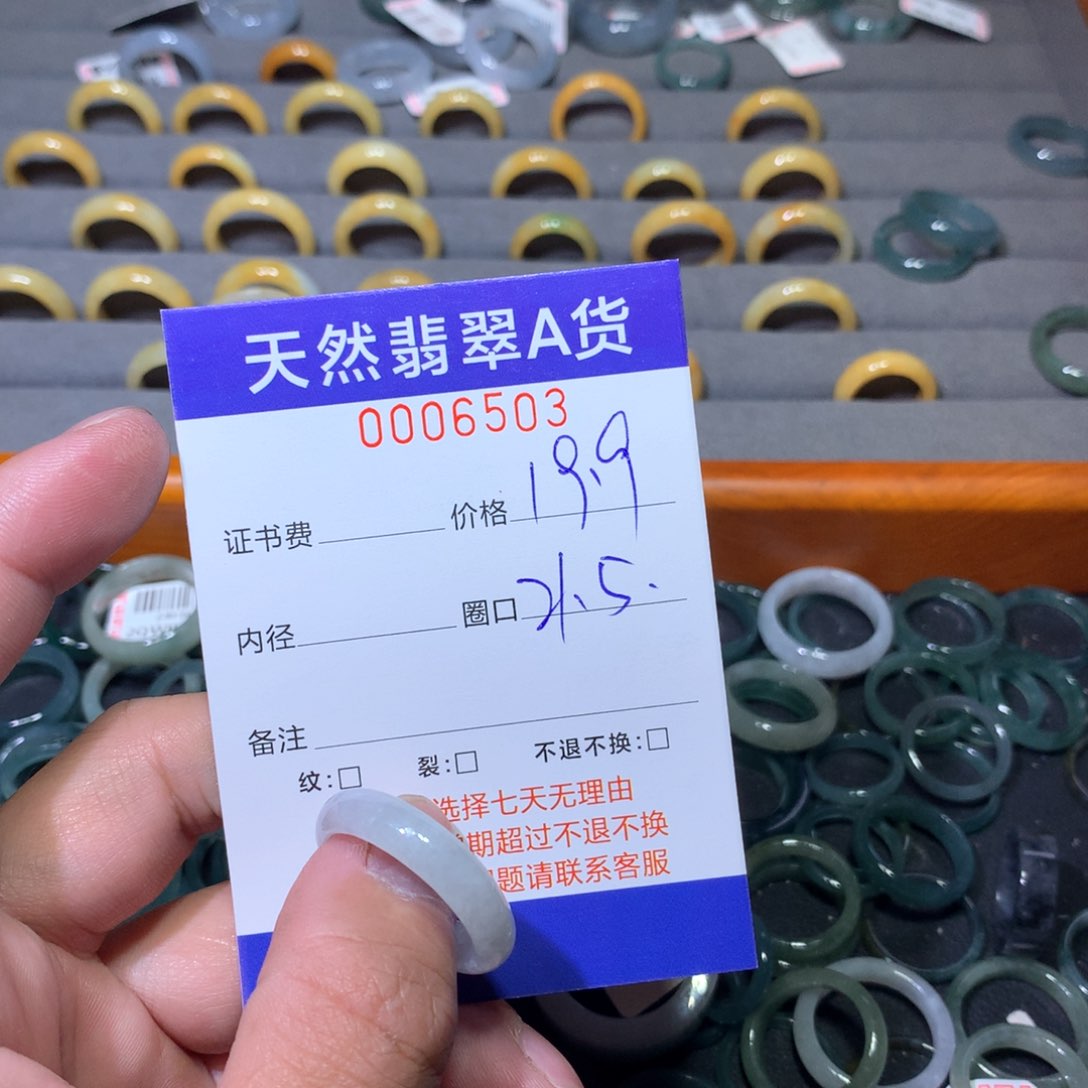 天然翡翠A货
0006503
证书费 价格 19.9
内径 圈口 21.5.
备注
纹:□ 裂:□ 不退不换:□
选择七天无理由
期超过不退不换
题请联系客服